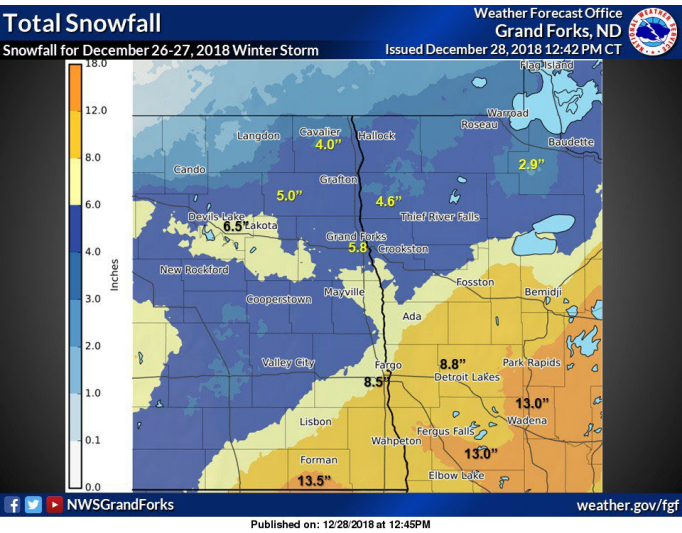 Total Snowfall
Snowfall for December 26-27, 2018 Winter Storm
Weather Forecast Office
Grand Forks, ND
Issued December 28, 2018 12:42 PM CT
18.0
12.0
8.0
6.0
4.0
3.0
2.0
1.0
0.1
0.0
Inches
Flag Island
Warroad
Roseau
Baudette
Langdon
Cavalier
4.0”
Hallock
2.9”
Cando
Grafton
5.0”
4.6”
Devils Lake
6.5”
Lakota
Thief River Falls
Grand Forks
5.8
Crookston
New Rockford
Fosston
Cooperstown
Mayville
Bemidji
Ada
Valley City
Fargo
8.5”
8.8”
Detroit Lakes
Park Rapids
13.0”
Wadena
Lisbon
Wahpeton
Fergus Falls
13.0”
Forman
13.5”
Elbow Lake
NWSGrandForks
weather.gov/fgf
Published on: 12/28/2018 at 12:45PM